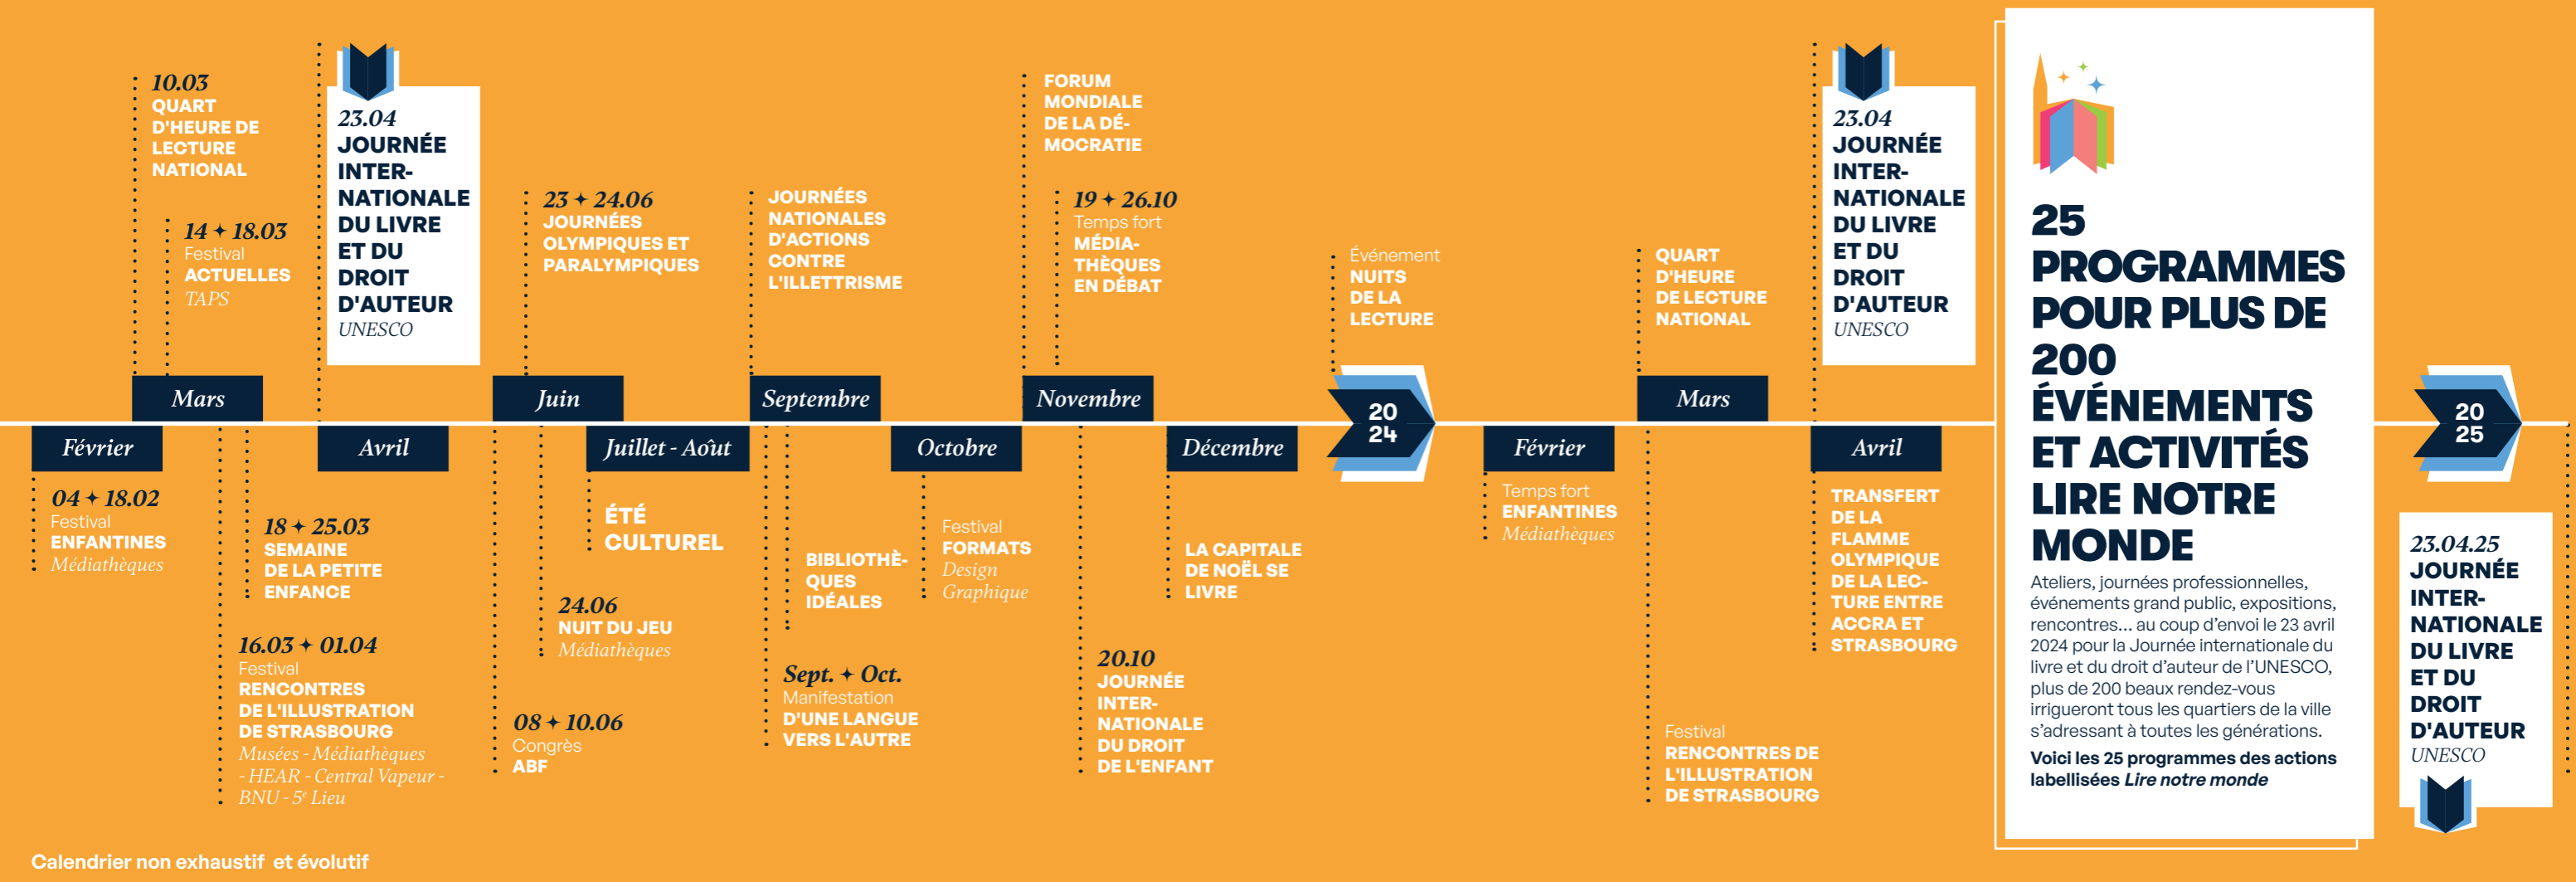 10.03
QUART
D'HEURE DE
LECTURE
NATIONAL
14 ✦ 18.03
Festival
ACTUELLES
TAPS
23.04
JOURNÉE
INTER-
NATIONALE
DU LIVRE
ET DU
DROIT
D'AUTEUR
UNESCO
23 ✦ 24.06
JOURNÉES
OLYMPIQUES ET
PARALYMPIQUES
JOURNÉES
NATIONALES
D'ACTIONS
CONTRE
L'ILLETTRISME
FORUM
MONDIALE
DE LA DÉ-
MOCRATIE
19 ✦ 26.10
Temps fort
MÉDIA-
THÈQUES
EN DÉBAT
Événement
NUITS
DE LA
LECTURE
QUART
D'HEURE
DE LECTURE
NATIONAL
23.04
JOURNÉE
INTER-
NATIONALE
DU LIVRE
ET DU
DROIT
D'AUTEUR
UNESCO
Mars
Juin
Septembre
Novembre
20
24
Mars
Février
Avril
Juillet - Août
Octobre
Décembre
Février
Avril
04 ✦ 18.02
Festival
ENFANTINES
Médiathèques
18 ✦ 25.03
SEMAINE
DE LA PETITE
ENFANCE
16.03 ✦ 01.04
Festival
RENCONTRES
DE L'ILLUSTRATION
DE STRASBOURG
Musées - Médiathèques
- HEAR - Central Vapeur -
BNU - 5e Lieu
ÉTÉ
CULTUREL
24.06
NUIT DU JEU
Médiathèques
08 ✦ 10.06
Congrès
ABF
BIBLIOTHÈ-
QUES
IDÉALES
Sept. ✦ Oct.
Manifestation
D'UNE LANGUE
VERS L'AUTRE
Festival
FORMATS
Design
Graphique
LA CAPITALE
DE NOËL SE
LIVRE
20.10
JOURNÉE
INTER-
NATIONALE
DU DROIT
DE L'ENFANT
Temps fort
ENFANTINES
Médiathèques
Festival
RENCONTRES DE
L'ILLUSTRATION
DE STRASBOURG
TRANSFERT
DE LA
FLAMME
OLYMPIQUE
DE LA LEC-
TURE ENTRE
ACCRA ET
STRASBOURG
25
PROGRAMMES
POUR PLUS DE
200
ÉVÉNEMENTS
ET ACTIVITÉS
LIRE NOTRE
MONDE
Ateliers, journées professionnelles,
événements grand public, expositions,
rencontres... au coup d'envoi le 23 avril
2024 pour la Journée internationale du
livre et du droit d'auteur de l'UNESCO,
plus de 200 beaux rendez-vous
irrigueront tous les quartiers de la ville
s'adressant à toutes les générations.
Voici les 25 programmes des actions
labellisées Lire notre monde
20
25
23.04.25
JOURNÉE
INTER-
NATIONALE
DU LIVRE
ET DU
DROIT
D'AUTEUR
UNESCO
Calendrier non exhaustif et évolutif